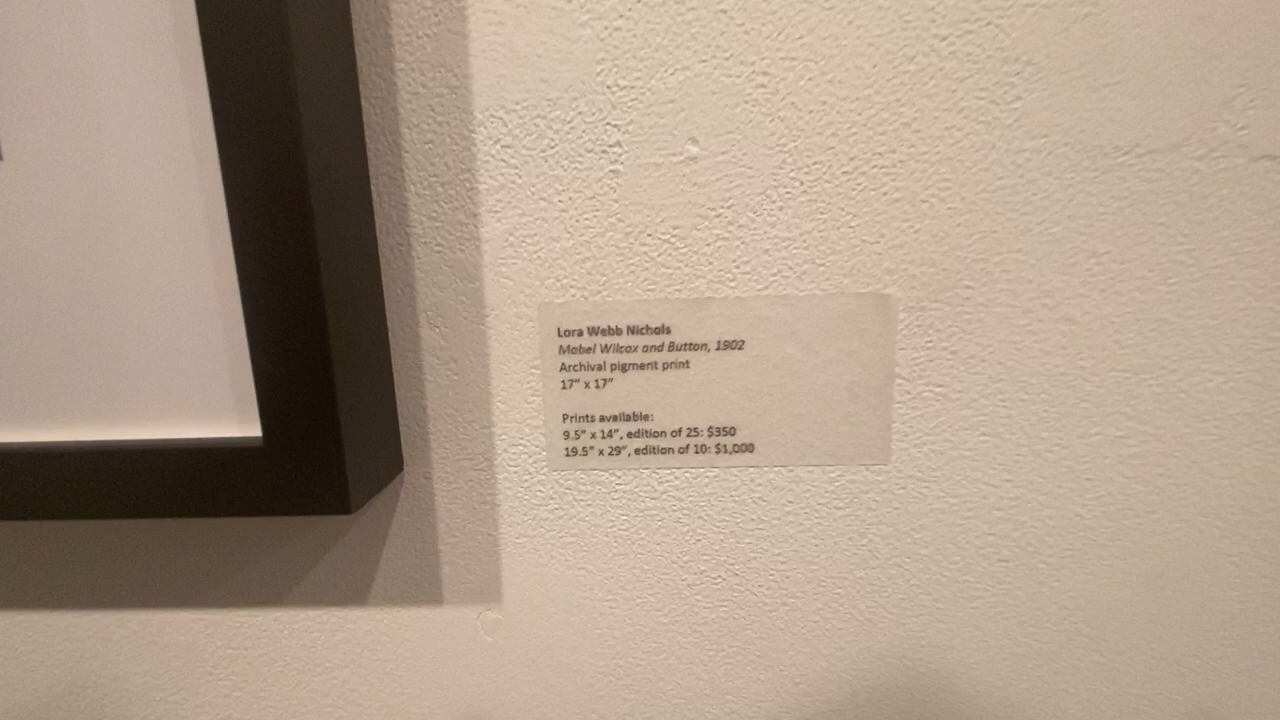 Lora Webb Nichols
Mabel Wilcox and Button, 1902
Archival pigment print
17" x 17"
Prints available:
9.5" x 14", edition of 25: $350
19.5" x 29", edition of 10: $1,000